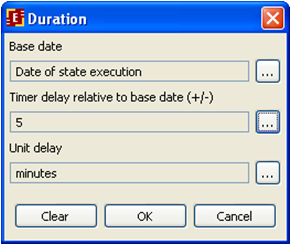 E Duration
Base date
Date of state execution
...
Timer delay relative to base date (+/-)
5
...
Unit delay
minutes
...
Clear OK Cancel